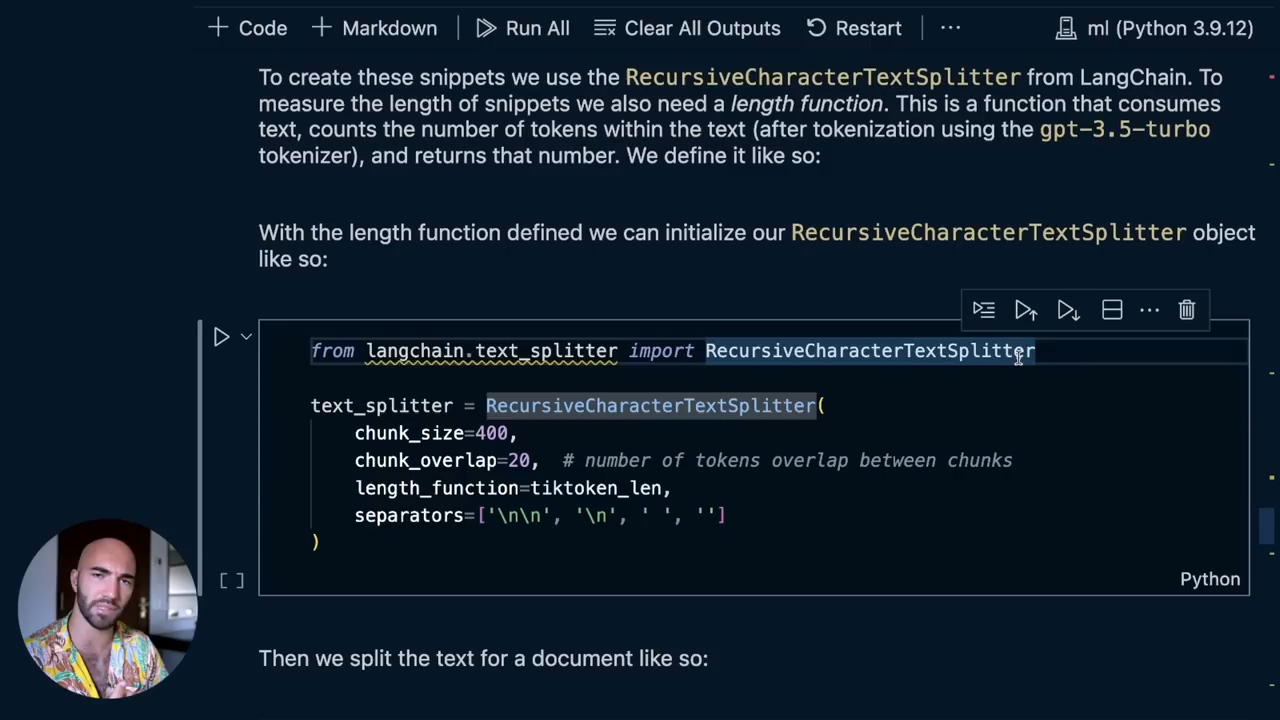 Code Markdown Run All Clear All Outputs Restart ··· ml (Python 3.9.12)
To create these snippets we use the RecursiveCharacterTextSplitter from LangChain. To
measure the length of snippets we also need a length function. This is a function that consumes
text, counts the number of tokens within the text (after tokenization using the gpt-3.5-turbo
tokenizer), and returns that number. We define it like so:
With the length function defined we can initialize our RecursiveCharacterTextSplitter object
like so:
from langchain.text_splitter import RecursiveCharacterTextSplitter
text_splitter = RecursiveCharacterTextSplitter(
    chunk_size=400,
    chunk_overlap=20,  # number of tokens overlap between chunks
    length_function=tiktoken_len,
    separators=['\n\n', '\n', ' ', '']
)
[ ] Python
Then we split the text for a document like so: